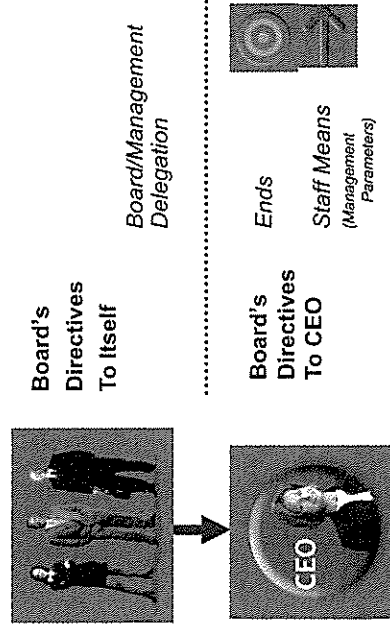 Board's
Directives
To Itself
Board/Management
Delegation
CEO
Board's
Directives
To CEO
Ends
Staff Means
(Management
Parameters)